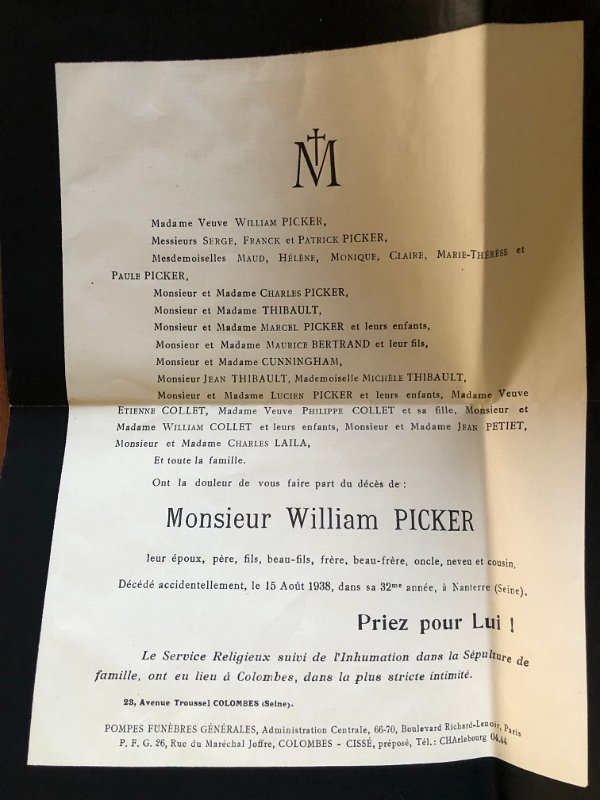 M
Madame Veuve WILLIAM PICKER,
Messieurs SERGE, FRANCK et PATRICK PICKER,
Mesdemoiselles MAUD, HÉLÈNE, MONIQUE, CLAIRE, MARIE-THÉRÈSE et
PAULE PICKER,
Monsieur et Madame CHARLES PICKER,
Monsieur et Madame THIBAULT,
Monsieur et Madame MARCEL PICKER et leurs enfants,
Monsieur et Madame MAURICE BERTRAND et leur fils,
Monsieur et Madame CUNNINGHAM,
Monsieur JEAN THIBAULT, Mademoiselle MICHÈLE THIBAULT,
Monsieur et Madame LUCIEN PICKER et leurs enfants, Madame Veuve
ETIENNE COLLET, Madame Veuve PHILIPPE COLLET et sa fille, Monsieur et
Madame WILLIAM COLLET et leurs enfants, Monsieur et Madame JEAN PETIET,
Monsieur et Madame CHARLES LAILA,
Et toute la famille.
Ont la douleur de vous faire part du décès de :
Monsieur William PICKER
leur époux, père, fils, beau-fils, frère, beau-frère, oncle, neveu et cousin,
Décédé accidentellement, le 15 Août 1938, dans sa 32me année, à Nanterre (Seine).
Priez pour Lui !
Le Service Religieux suivi de l'Inhumation dans la Sépulture de
famille, ont eu lieu à Colombes, dans la plus stricte intimité.
23, Avenue Troussel COLOMBES (Seine).
POMPES FUNÈBRES GÉNÉRALES, Administration Centrale, 66-70, Boulevard Richard-Lenoir, Paris
P. F. G. 26, Rue du Maréchal Joffre, COLOMBES - CISSÉ, préposé, Tél.: CHArlebourg 04.44